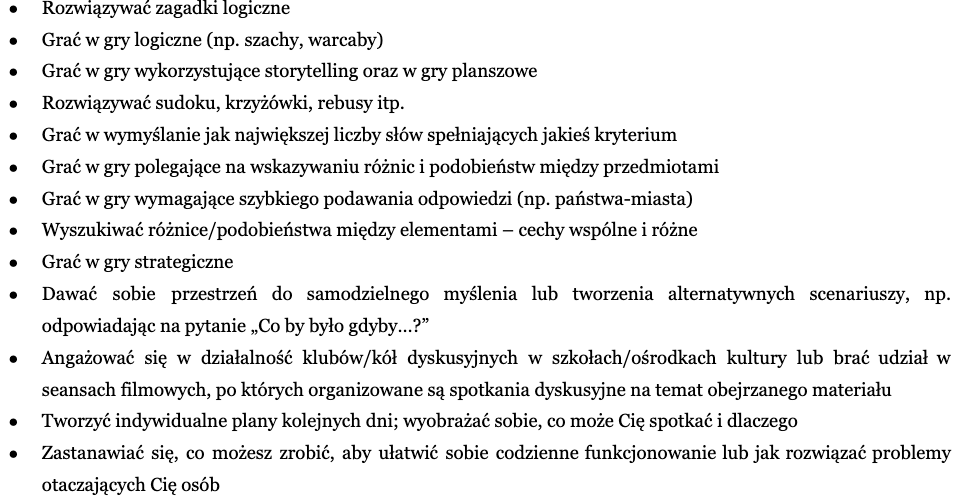 • Rozwiązywać zagadki logiczne
• Grać w gry logiczne (np. szachy, warcaby)
• Grać w gry wykorzystujące storytelling oraz w gry planszowe
• Rozwiązywać sudoku, krzyżówki, rebusy itp.
• Grać w wymyślanie jak największej liczby słów spełniających jakieś kryterium
• Grać w gry polegające na wskazywaniu różnic i podobieństw między przedmiotami
• Grać w gry wymagające szybkiego podawania odpowiedzi (np. państwa-miasta)
• Wyszukiwać różnice/podobieństwa między elementami – cechy wspólne i różne
• Grać w gry strategiczne
• Dawać sobie przestrzeń do samodzielnego myślenia lub tworzenia alternatywnych scenariuszy, np.
odpowiadając na pytanie „Co by było gdyby...?”
• Angażować się w działalność klubów/kół dyskusyjnych w szkołach/ośrodkach kultury lub brać udział w
seansach filmowych, po których organizowane są spotkania dyskusyjne na temat obejrzanego materiału
• Tworzyć indywidualne plany kolejnych dni; wyobrażać sobie, co może Cię spotkać i dlaczego
• Zastanawiać się, co możesz zrobić, aby ułatwić sobie codzienne funkcjonowanie lub jak rozwiązać problemy
otaczających Cię osób